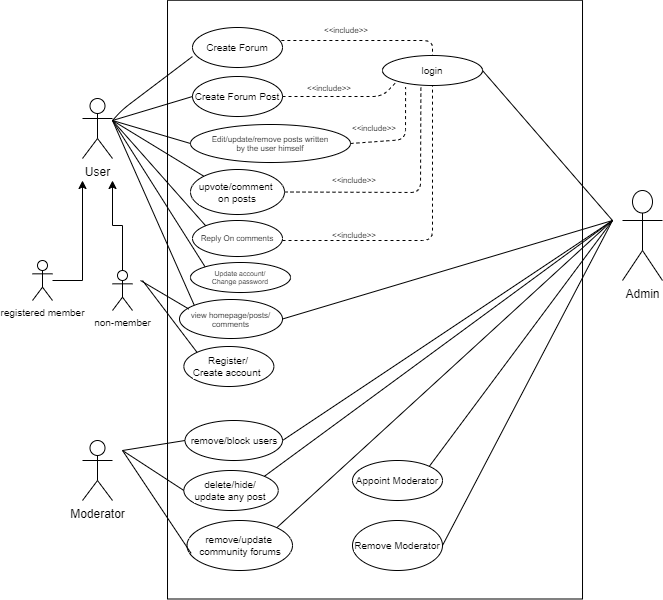 <<include>>
Create Forum
login
<<include>>
Create Forum Post
<<include>>
Edit/update/remove posts written
by the user himself
User
<<include>>
upvote/comment
on posts
<<include>>
Reply On comments
Update account/
Change password
Admin
registered member
non-member
view homepage/posts/
comments
Register/
Create account
remove/block users
delete/hide/
update any post
Appoint Moderator
Moderator
remove/update
community forums
Remove Moderator